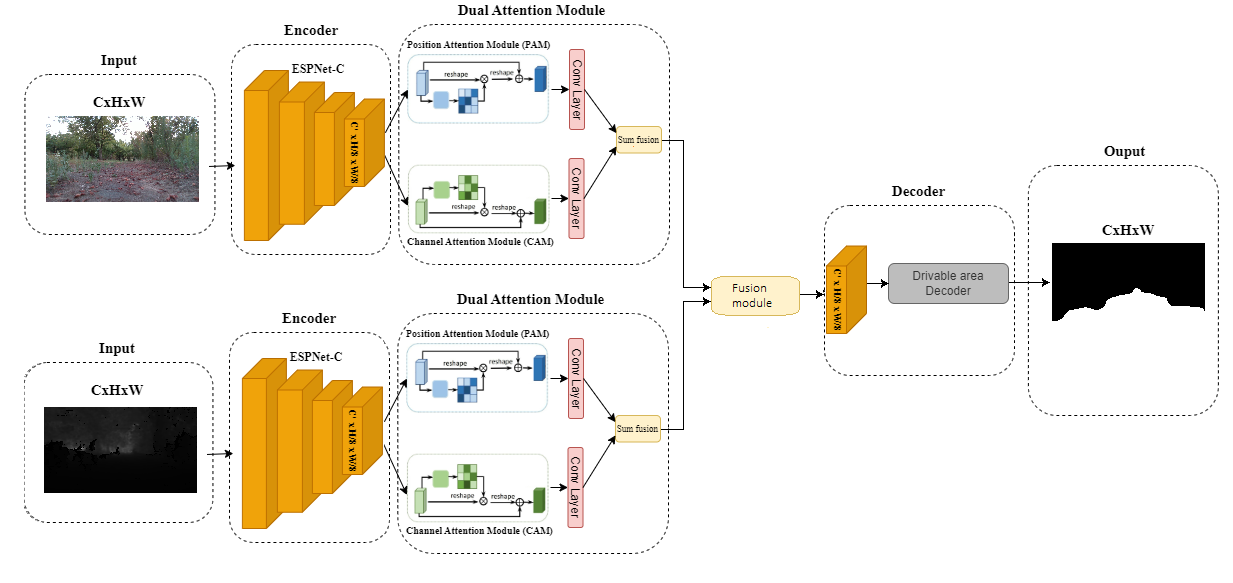 Input
CxHxW
Encoder
ESPNet-C
C' x H/8 x W/8
Dual Attention Module
Position Attention Module (PAM)
reshape
reshape
Conv Layer
reshape
reshape
Channel Attention Module (CAM)
Conv Layer
Sum fusion
Input
CxHxW
Encoder
ESPNet-C
C' x H/8 x W/8
Dual Attention Module
Position Attention Module (PAM)
reshape
reshape
Conv Layer
reshape
reshape
Channel Attention Module (CAM)
Conv Layer
Sum fusion
Fusion
module
Decoder
C' x H/8 x W/8
Drivable area
Decoder
Ouput
CxHxW